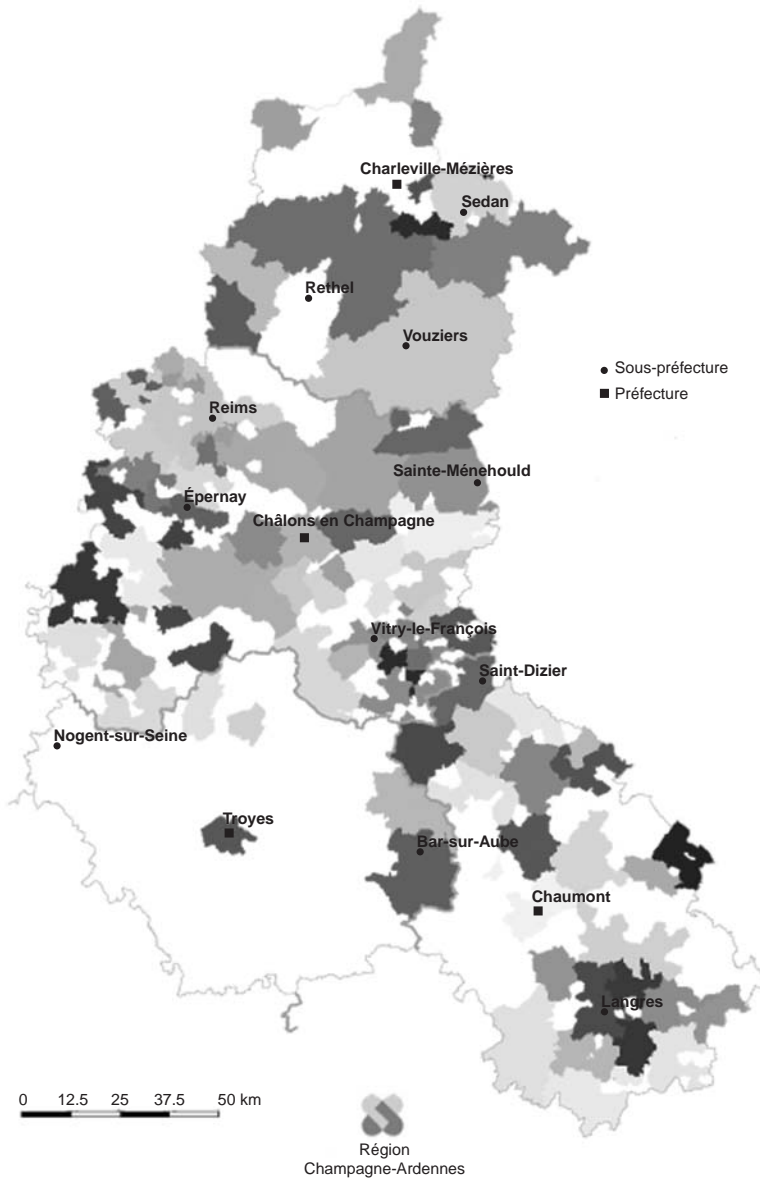 Charleville-Mézières
Sedan
Rethel
Vouziers
Sous-préfecture
Préfecture
Reims
Sainte-Ménehould
Épernay
Châlons en Champagne
Vitry-le-François
Saint-Dizier
Nogent-sur-Seine
Troyes
Bar-sur-Aube
Chaumont
Langres
0 12.5 25 37.5 50 km
Région
Champagne-Ardennes